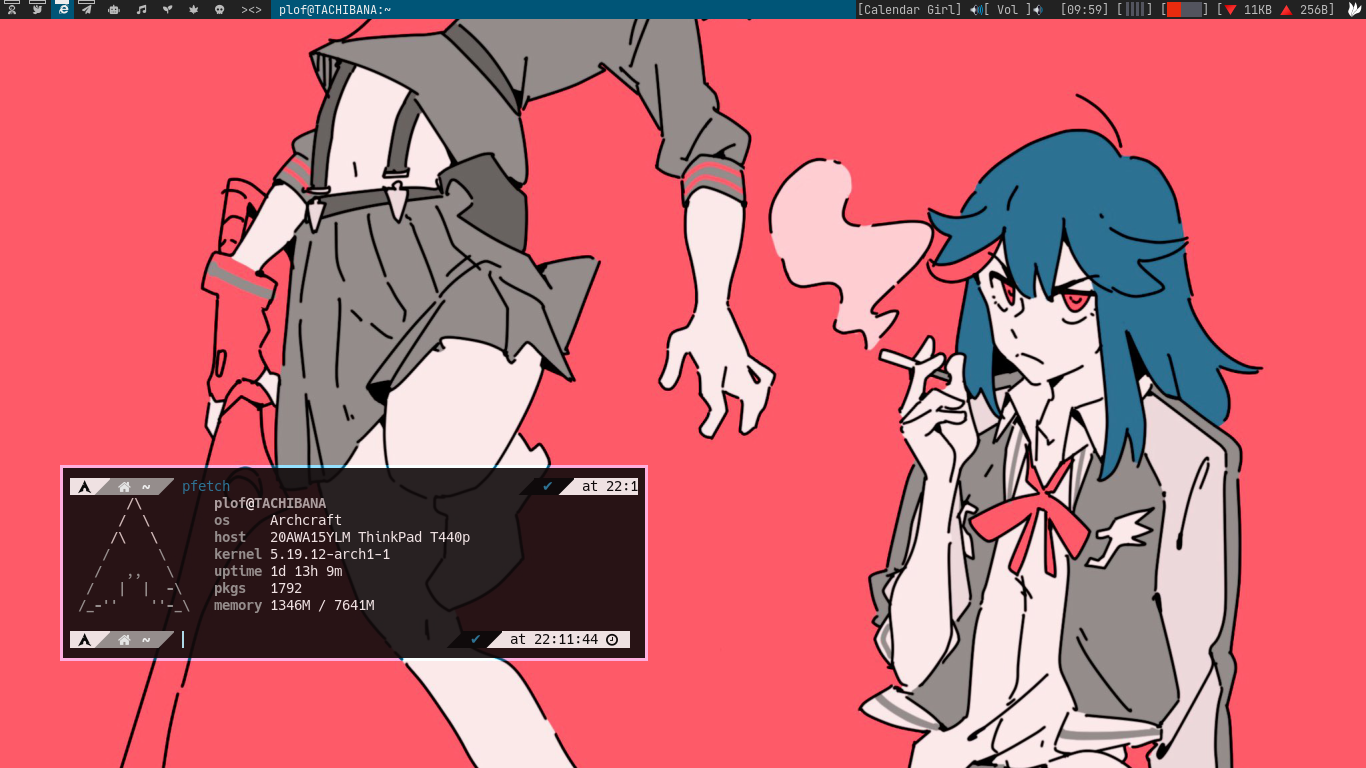 ><> plof@TACHIBANA:~ [Calendar Girl] [ Vol ] [09:59] [||||] [ ] [ 11KB 256B]
~ pfetch ✔ at 22:1
/\ plof@TACHIBANA
/ \ os Archcraft
/\ \ host 20AWA15YLM ThinkPad T440p
/ \ kernel 5.19.12-arch1-1
/ ,, \ uptime 1d 13h 9m
/ | | -\ pkgs 1792
/_-'' ''-_\ memory 1346M / 7641M
~ ✔ at 22:11:44